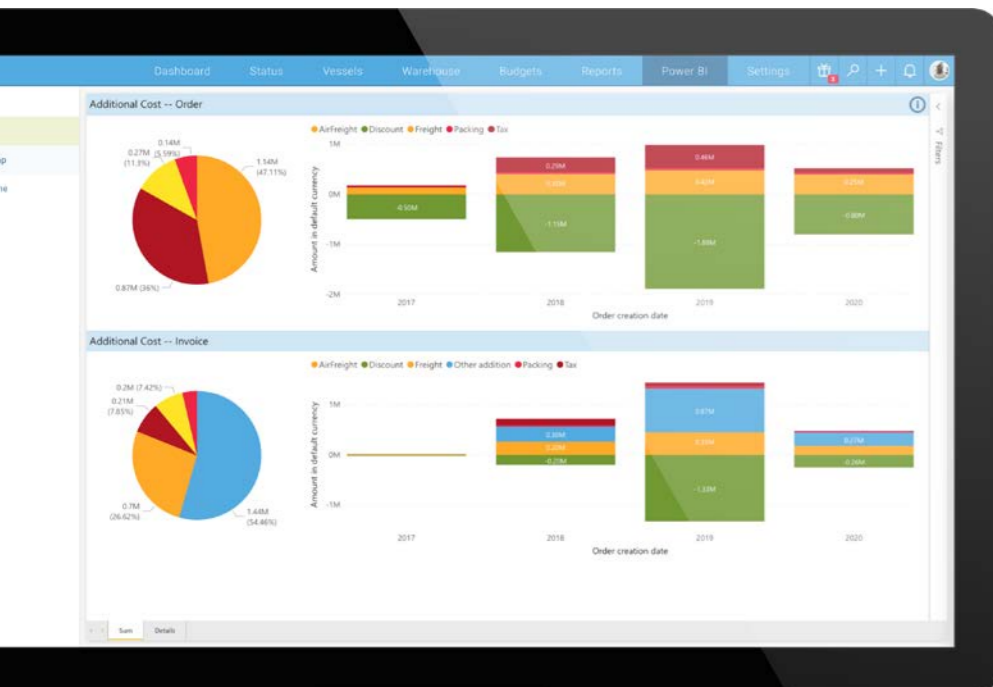 Dashboard Status Vessels Warehouse Budgets Reports Power BI Settings
Additional Cost -- Order
AirFreight Discount Freight Packing Tax
0.14M
(5.59%)
0.27M
(11.3%)
1.14M
(47.11%)
0.87M (36%)
Amount in default currency
1M
0M
-1M
-2M
-0.50M
0.29M
-1.15M
0.46M
-1.88M
0.25M
-0.80M
2017 2018 2019 2020
Order creation date
Filters
Additional Cost -- Invoice
AirFreight Discount Freight Other addition Packing Tax
0.2M (7.42%)
0.21M
(7.85%)
0.7M
(26.62%)
1.44M
(54.46%)
Amount in default currency
1M
0M
-1M
0.30M
0.87M
-1.33M
0.27M
-0.26M
2017 2018 2019 2020
Order creation date
Sum Details